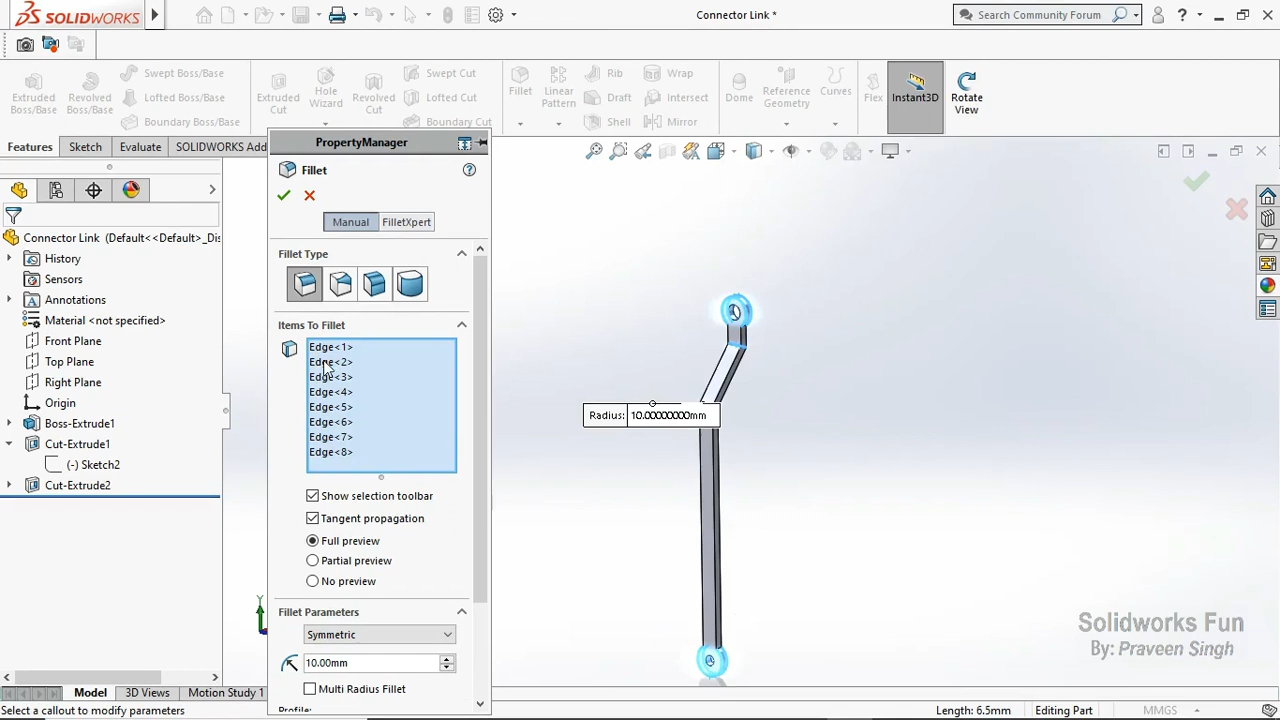 SOLIDWORKS
Connector Link *
Search Community Forum
?
Extruded Boss/Base
Revolved Boss/Base
Swept Boss/Base
Lofted Boss/Base
Boundary Boss/Base
Extruded Cut
Hole Wizard
Revolved Cut
Swept Cut
Lofted Cut
Boundary Cut
Fillet
Linear Pattern
Rib
Draft
Shell
Wrap
Intersect
Mirror
Dome
Reference Geometry
Curves
Flex
Instant3D
Rotate View
Features
Sketch
Evaluate
SOLIDWORKS Add
PropertyManager
Fillet
?
Manual
FilletXpert
Fillet Type
Items To Fillet
Edge<1>
Edge<2>
Edge<3>
Edge<4>
Edge<5>
Edge<6>
Edge<7>
Edge<8>
Show selection toolbar
Tangent propagation
Full preview
Partial preview
No preview
Fillet Parameters
Symmetric
10.00mm
Multi Radius Fillet
Profile:
Connector Link (Default<<Default>_Dis
History
Sensors
Annotations
Material <not specified>
Front Plane
Top Plane
Right Plane
Origin
Boss-Extrude1
Cut-Extrude1
(-) Sketch2
Cut-Extrude2
Radius: 10.00000000mm
Y
Solidworks Fun
By: Praveen Singh
Model
3D Views
Motion Study 1
Select a callout to modify parameters
Length: 6.5mm
Editing Part
MMGS